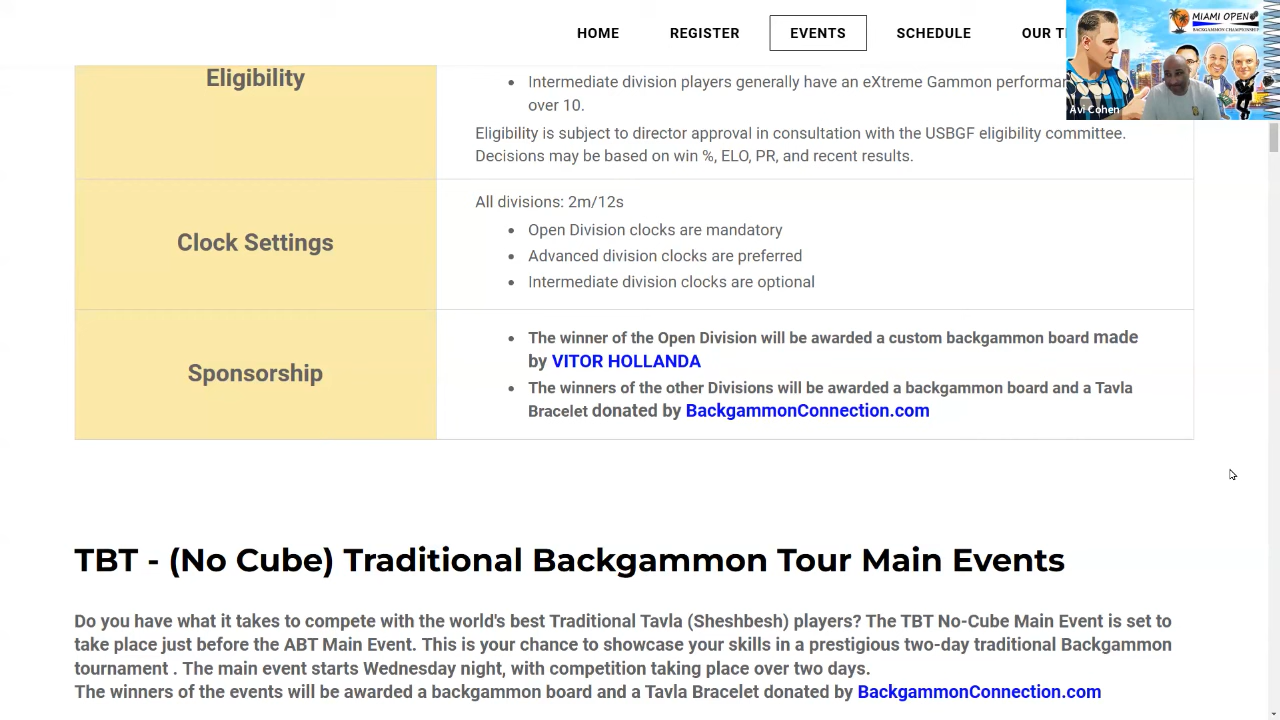 HOME
REGISTER
EVENTS
SCHEDULE
OUR
MIAMI OPEN
BACKGAMMON CHAMPIONSHIP
Avi Cohen
Eligibility
• Intermediate division players generally have an eXtreme Gammon
over 10.
Eligibility is subject to director approval in consultation with the USBGF eligibility committee.
Decisions may be based on win %, ELO, PR, and recent results.
Clock Settings
All divisions: 2m/12s
• Open Division clocks are mandatory
• Advanced division clocks are preferred
• Intermediate division clocks are optional
Sponsorship
• The winner of the Open Division will be awarded a custom backgammon board made
by VITOR HOLLANDA
• The winners of the other Divisions will be awarded a backgammon board and a Tavla
Bracelet donated by BackgammonConnection.com
TBT - (No Cube) Traditional Backgammon Tour Main Events
Do you have what it takes to compete with the world's best Traditional Tavla (Sheshbesh) players? The TBT No-Cube Main Event is set to
take place just before the ABT Main Event. This is your chance to showcase your skills in a prestigious two-day traditional Backgammon
tournament . The main event starts Wednesday night, with competition taking place over two days.
The winners of the events will be awarded a backgammon board and a Tavla Bracelet donated by BackgammonConnection.com